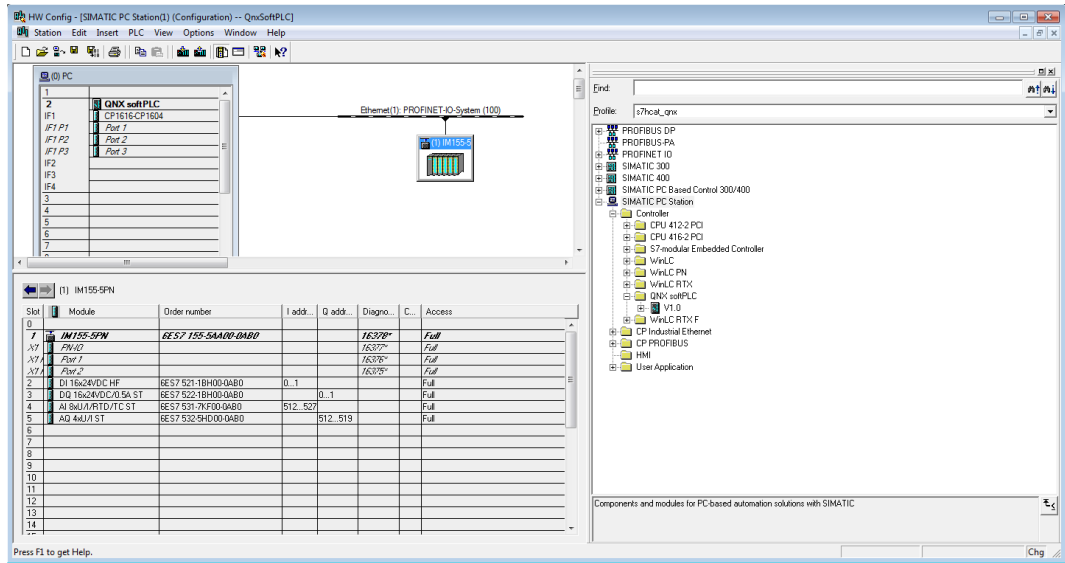 HW Config - [SIMATIC PC Station(1) (Configuration) -- QnxSoftPLC]
Station Edit Insert PLC View Options Window Help
(0) PC
1
2 QNX softPLC
IF1 CP1616-CP1604
IF1 P1 Port 1
IF1 P2 Port 2
IF1 P3 Port 3
IF2
IF3
IF4
3
4
5
6
7
Ethernet(1): PROFINET-IO-System (100)
(1) IM155-5
(1) IM155-5PN
Slot Module Order number I addr... Q addr... Diagno... C... Access
0
1 IM155-5PN 6ES7 155-5AA00-0AB0 16378* Full
X1 PN-IO 16377* Full
X1 Port 1 16376* Full
X1 Port 2 16375* Full
2 DI 16x24VDC HF 6ES7 521-1BH00-0AB0 0...1 Full
3 DQ 16x24VDC/0.5A ST 6ES7 522-1BH00-0AB0 0...1 Full
4 AI 8xU/I/RTD/TC ST 6ES7 531-7KF00-0AB0 512...527 Full
5 AQ 4xU/I ST 6ES7 532-5HD00-0AB0 512...519 Full
6
7
8
9
10
11
12
13
14
Find:
Profile: s7hcat_qnx
PROFIBUS DP
PROFIBUS-PA
PROFINET IO
SIMATIC 300
SIMATIC 400
SIMATIC PC Based Control 300/400
SIMATIC PC Station
Controller
CPU 412-2 PCI
CPU 416-2 PCI
S7-modular Embedded Controller
WinLC
WinLC PN
WinLC RTX
QNX softPLC
V1.0
WinLC RTX F
CP Industrial Ethernet
CP PROFIBUS
HMI
User Application
Components and modules for PC-based automation solutions with SIMATIC
Press F1 to get Help.
Chg